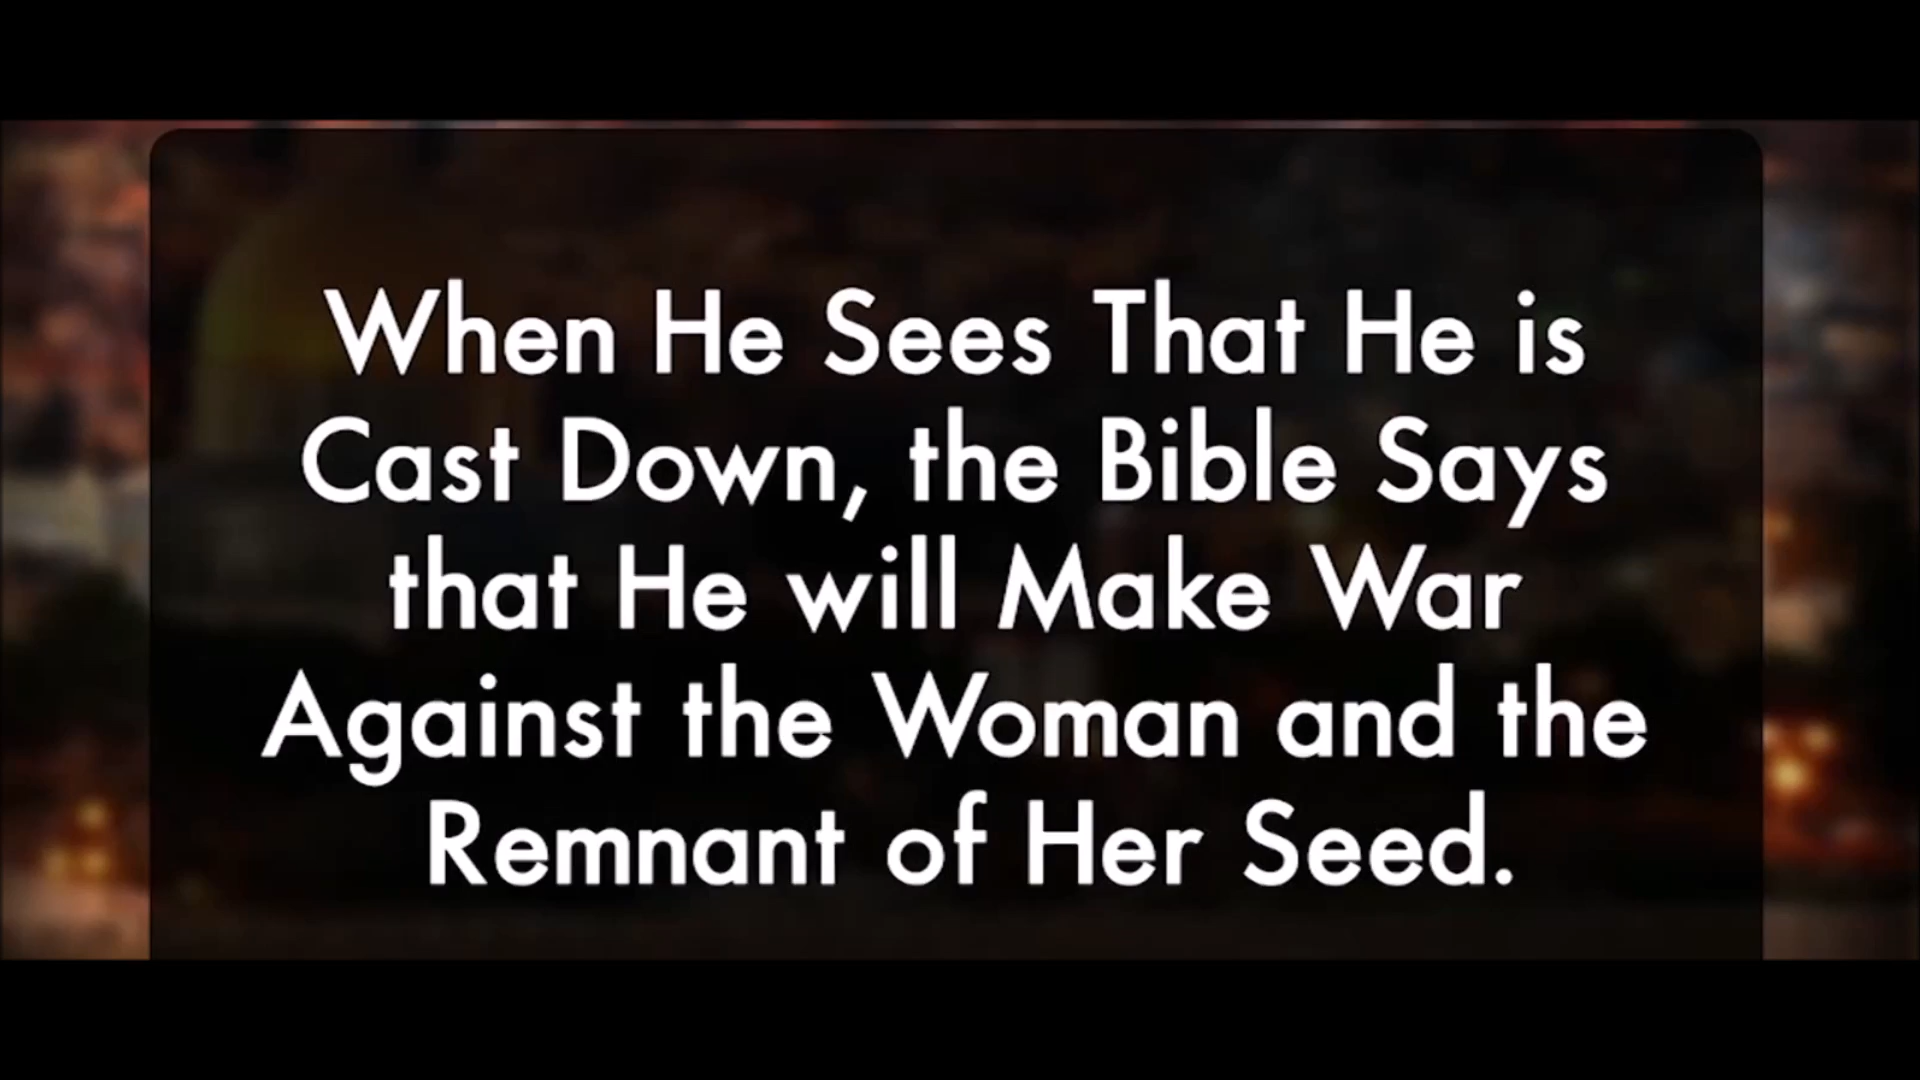 When He Sees That He is
Cast Down, the Bible Says
that He will Make War
Against the Woman and the
Remnant of Her Seed.